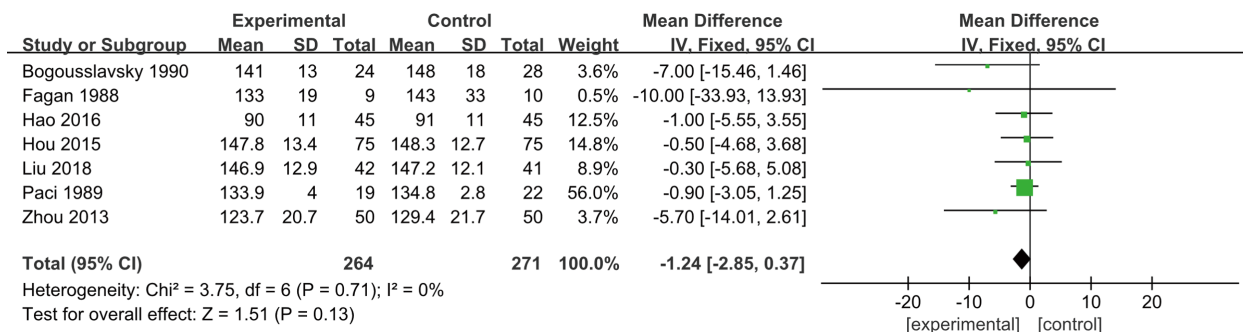 Experimental Control Mean Difference Mean Difference
Study or Subgroup Mean SD Total Mean SD Total Weight IV, Fixed, 95% CI IV, Fixed, 95% CI
Bogousslavsky 1990 141 13 24 148 18 28 3.6% -7.00 [-15.46, 1.46]
Fagan 1988 133 19 9 143 33 10 0.5% -10.00 [-33.93, 13.93]
Hao 2016 90 11 45 91 11 45 12.5% -1.00 [-5.55, 3.55]
Hou 2015 147.8 13.4 75 148.3 12.7 75 14.8% -0.50 [-4.68, 3.68]
Liu 2018 146.9 12.9 42 147.2 12.1 41 8.9% -0.30 [-5.68, 5.08]
Paci 1989 133.9 4 19 134.8 2.8 22 56.0% -0.90 [-3.05, 1.25]
Zhou 2013 123.7 20.7 50 129.4 21.7 50 3.7% -5.70 [-14.01, 2.61]
Total (95% CI) 264 271 100.0% -1.24 [-2.85, 0.37]
Heterogeneity: Chi² = 3.75, df = 6 (P = 0.71); I² = 0%
Test for overall effect: Z = 1.51 (P = 0.13)
-20 -10 0 10 20
[experimental] [control]